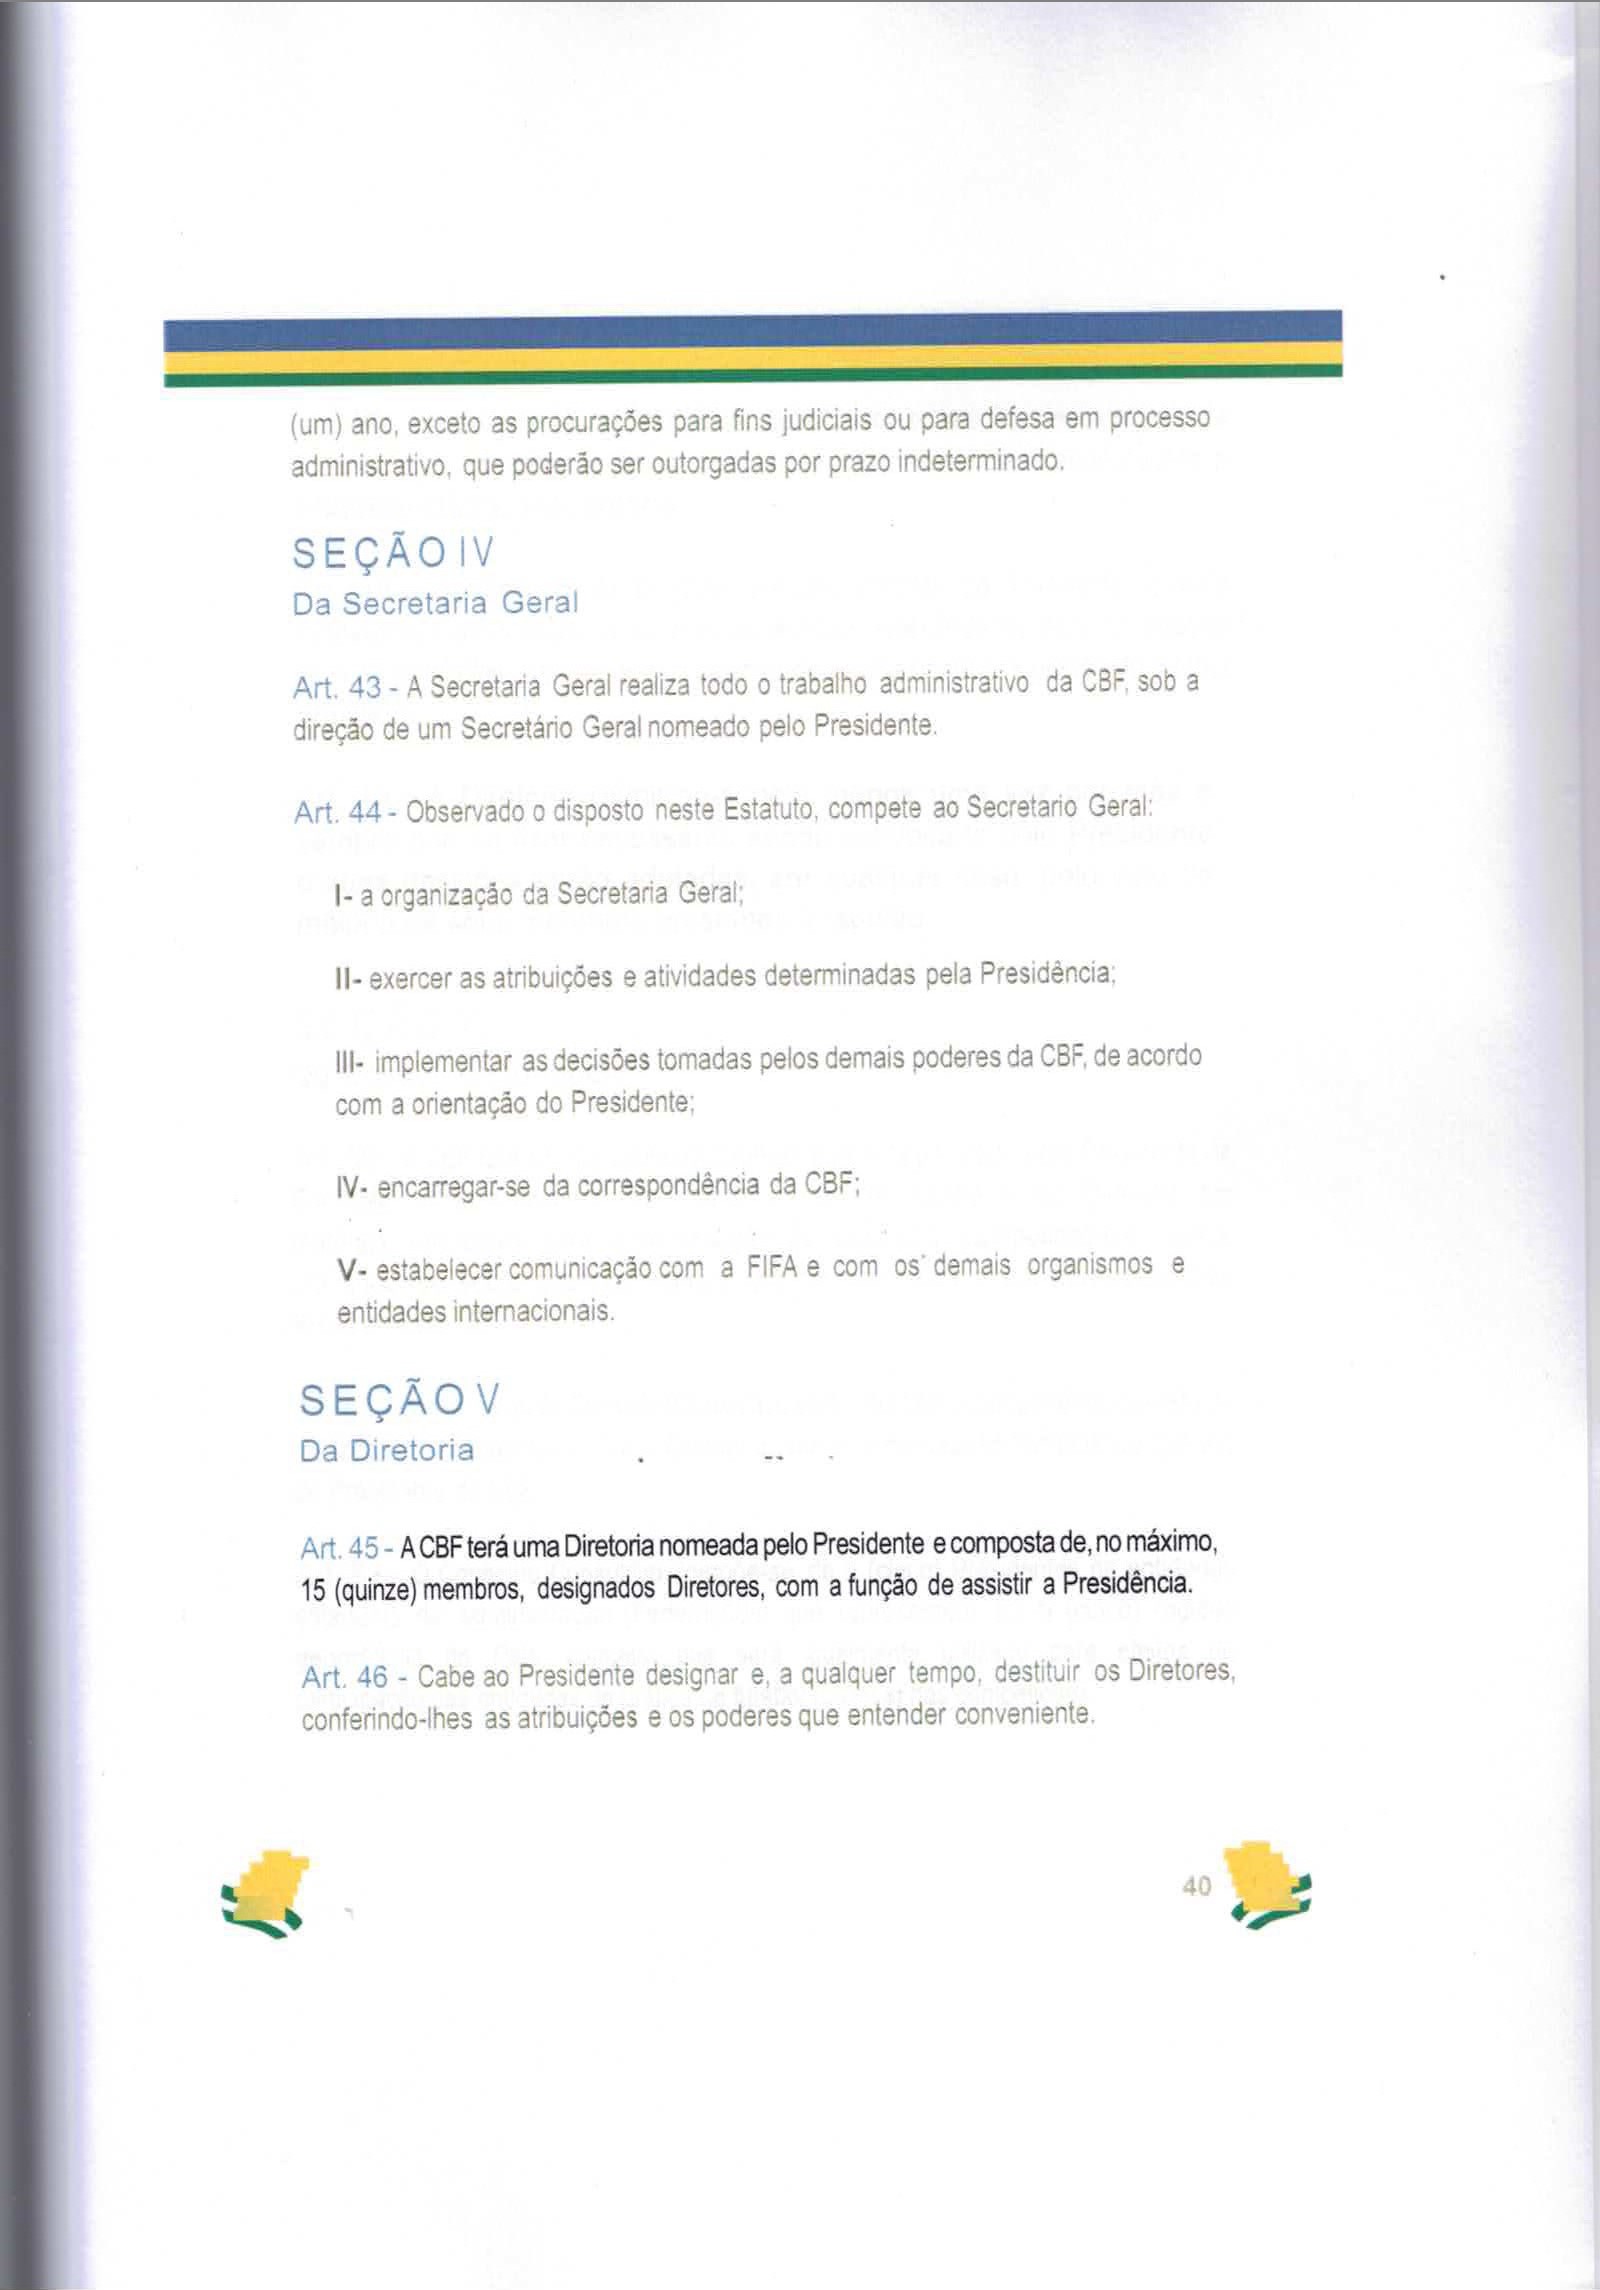 (um) ano, exceto as procurações para fins judiciais ou para defesa em processo
administrativo, que poderão ser outorgadas por prazo indeterminado.
SEÇÃO IV
Da Secretaria Geral
Art. 43 - A Secretaria Geral realiza todo o trabalho administrativo da CBF, sob a
direção de um Secretário Geral nomeado pelo Presidente.
Art. 44 - Observado o disposto neste Estatuto, compete ao Secretario Geral:
I- a organização da Secretaria Geral;
II- exercer as atribuições e atividades determinadas pela Presidência;
III- implementar as decisões tomadas pelos demais poderes da CBF, de acordo
com a orientação do Presidente;
IV- encarregar-se da correspondência da CBF;
V- estabelecer comunicação com a FIFA e com os demais organismos e
entidades internacionais.
SEÇÃO V
Da Diretoria
Art. 45 - A CBF terá uma Diretoria nomeada pelo Presidente e composta de, no máximo,
15 (quinze) membros, designados Diretores, com a função de assistir a Presidência.
Art. 46 - Cabe ao Presidente designar e, a qualquer tempo, destituir os Diretores,
conferindo-lhes as atribuições e os poderes que entender conveniente.
40